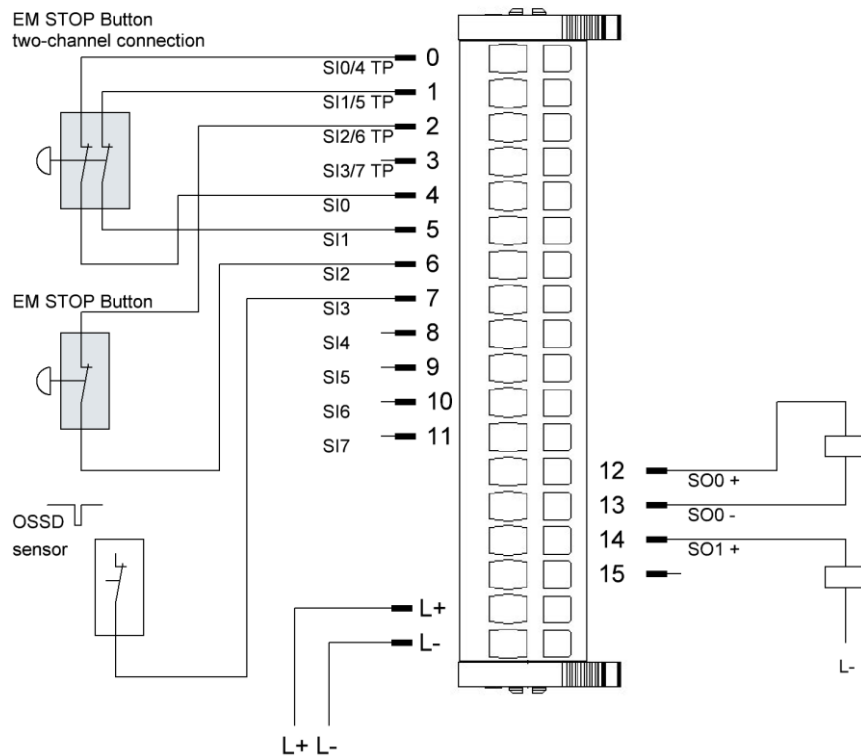 EM STOP Button
two-channel connection
SI0/4 TP 0
SI1/5 TP 1
SI2/6 TP 2
SI3/7 TP 3
SI0 4
SI1 5
SI2 6
EM STOP Button
SI3 7
SI4 8
SI5 9
SI6 10
SI7 11
12 SO0 +
13 SO0 -
14 SO1 +
15
OSSD
sensor
L+
L-
L-
L+ L-